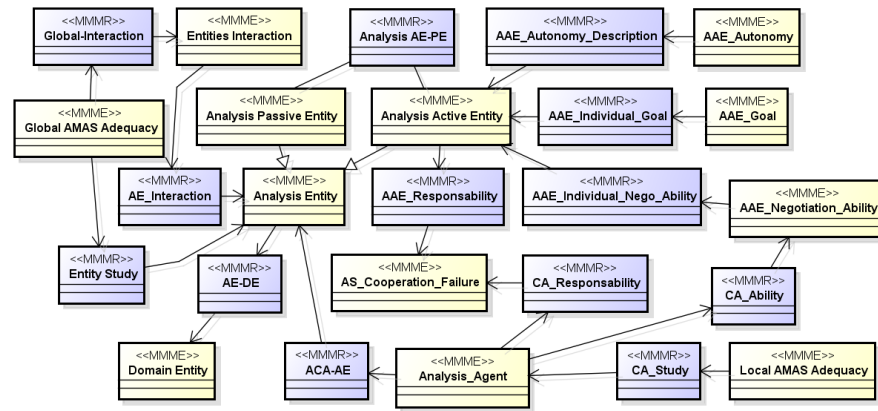 <<MMMR>>
Global-Interaction
<<MMME>>
Entities Interaction
<<MMMR>>
Analysis AE-PE
<<MMMR>>
AAE_Autonomy_Description
<<MMME>>
AAE_Autonomy
<<MMME>>
Global AMAS Adequacy
<<MMME>>
Analysis Passive Entity
<<MMME>>
Analysis Active Entity
<<MMMR>>
AAE_Individual_Goal
<<MMME>>
AAE_Goal
<<MMMR>>
AE_Interaction
<<MMME>>
Analysis Entity
<<MMMR>>
AAE_Responsability
<<MMMR>>
AAE_Individual_Nego_Ability
<<MMME>>
AAE_Negotiation_Ability
<<MMMR>>
Entity Study
<<MMMR>>
AE-DE
<<MMME>>
AS_Cooperation_Failure
<<MMMR>>
CA_Responsability
<<MMMR>>
CA_Ability
<<MMME>>
Domain Entity
<<MMMR>>
ACA-AE
<<MMME>>
Analysis_Agent
<<MMMR>>
CA_Study
<<MMME>>
Local AMAS Adequacy